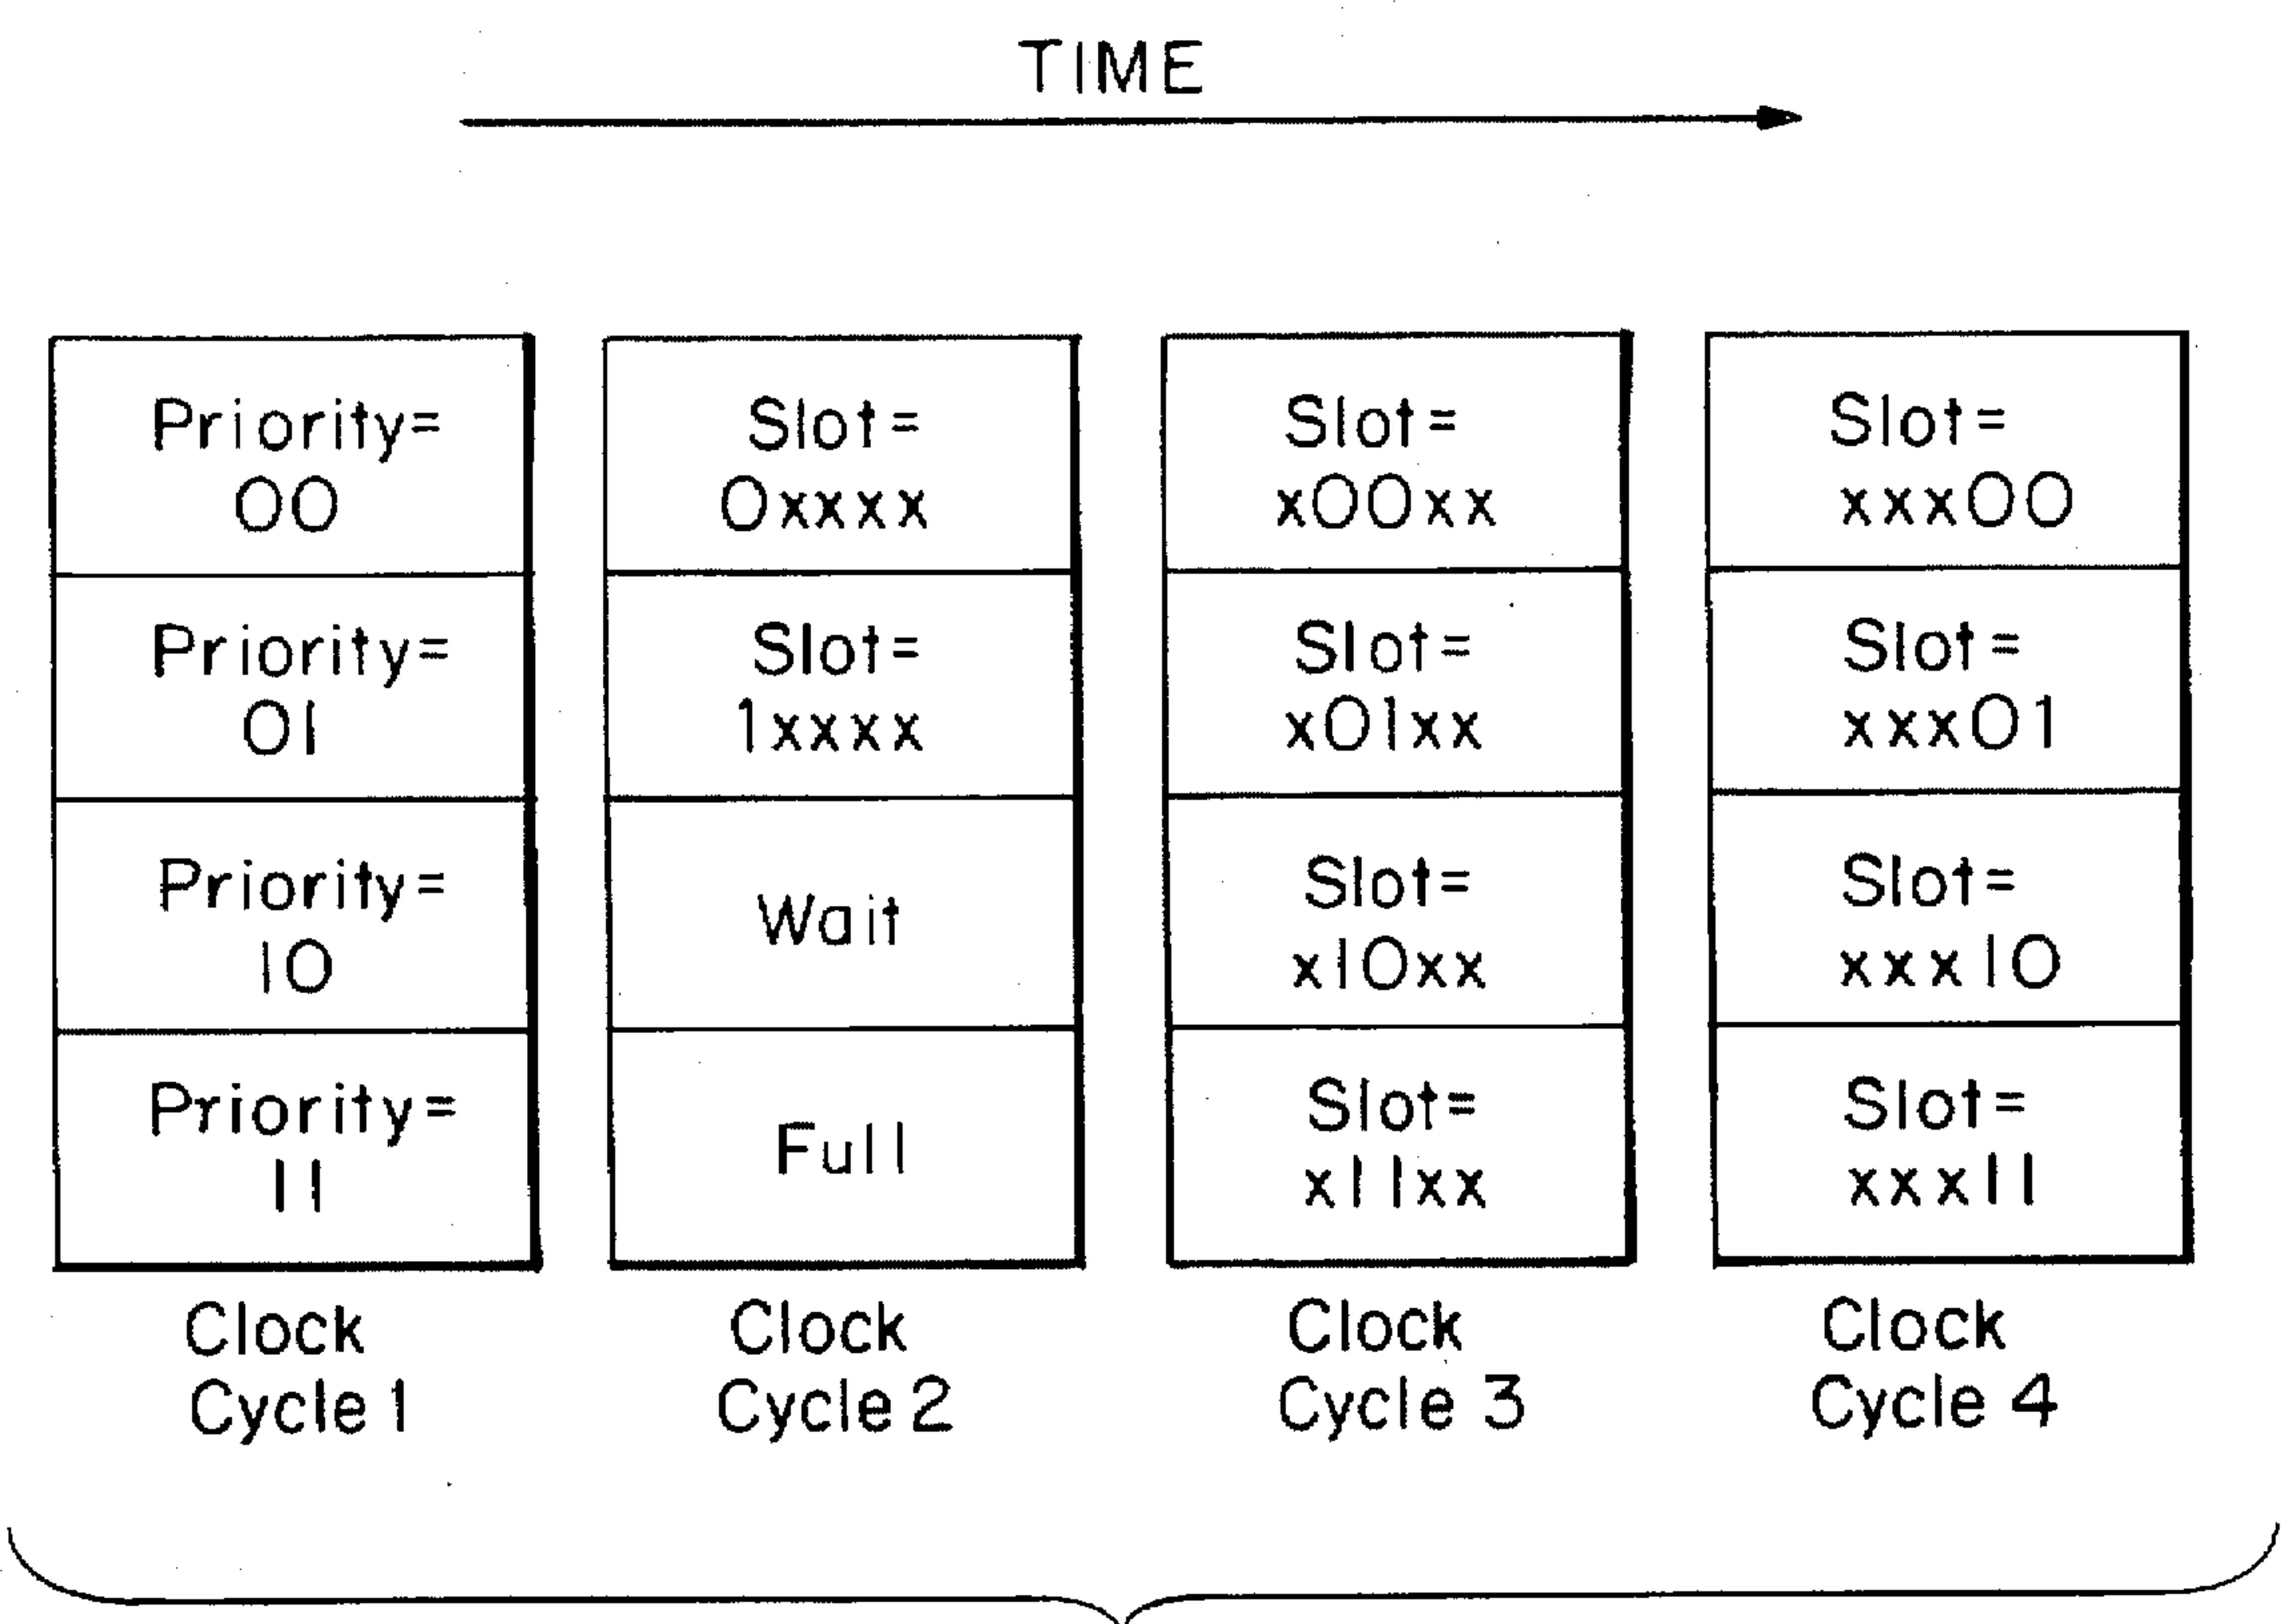 TIME
Priority=
00
Priority=
01
Priority=
10
Priority=
11
Clock
Cycle 1
Slot=
0xxxx
Slot=
1xxxx
Wait
Full
Clock
Cycle 2
Slot=
x00xx
Slot=
x01xx
Slot=
x10xx
Slot=
x11xx
Clock
Cycle 3
Slot=
xxx00
Slot=
xxx01
Slot=
xxx10
Slot=
xxx11
Clock
Cycle 4